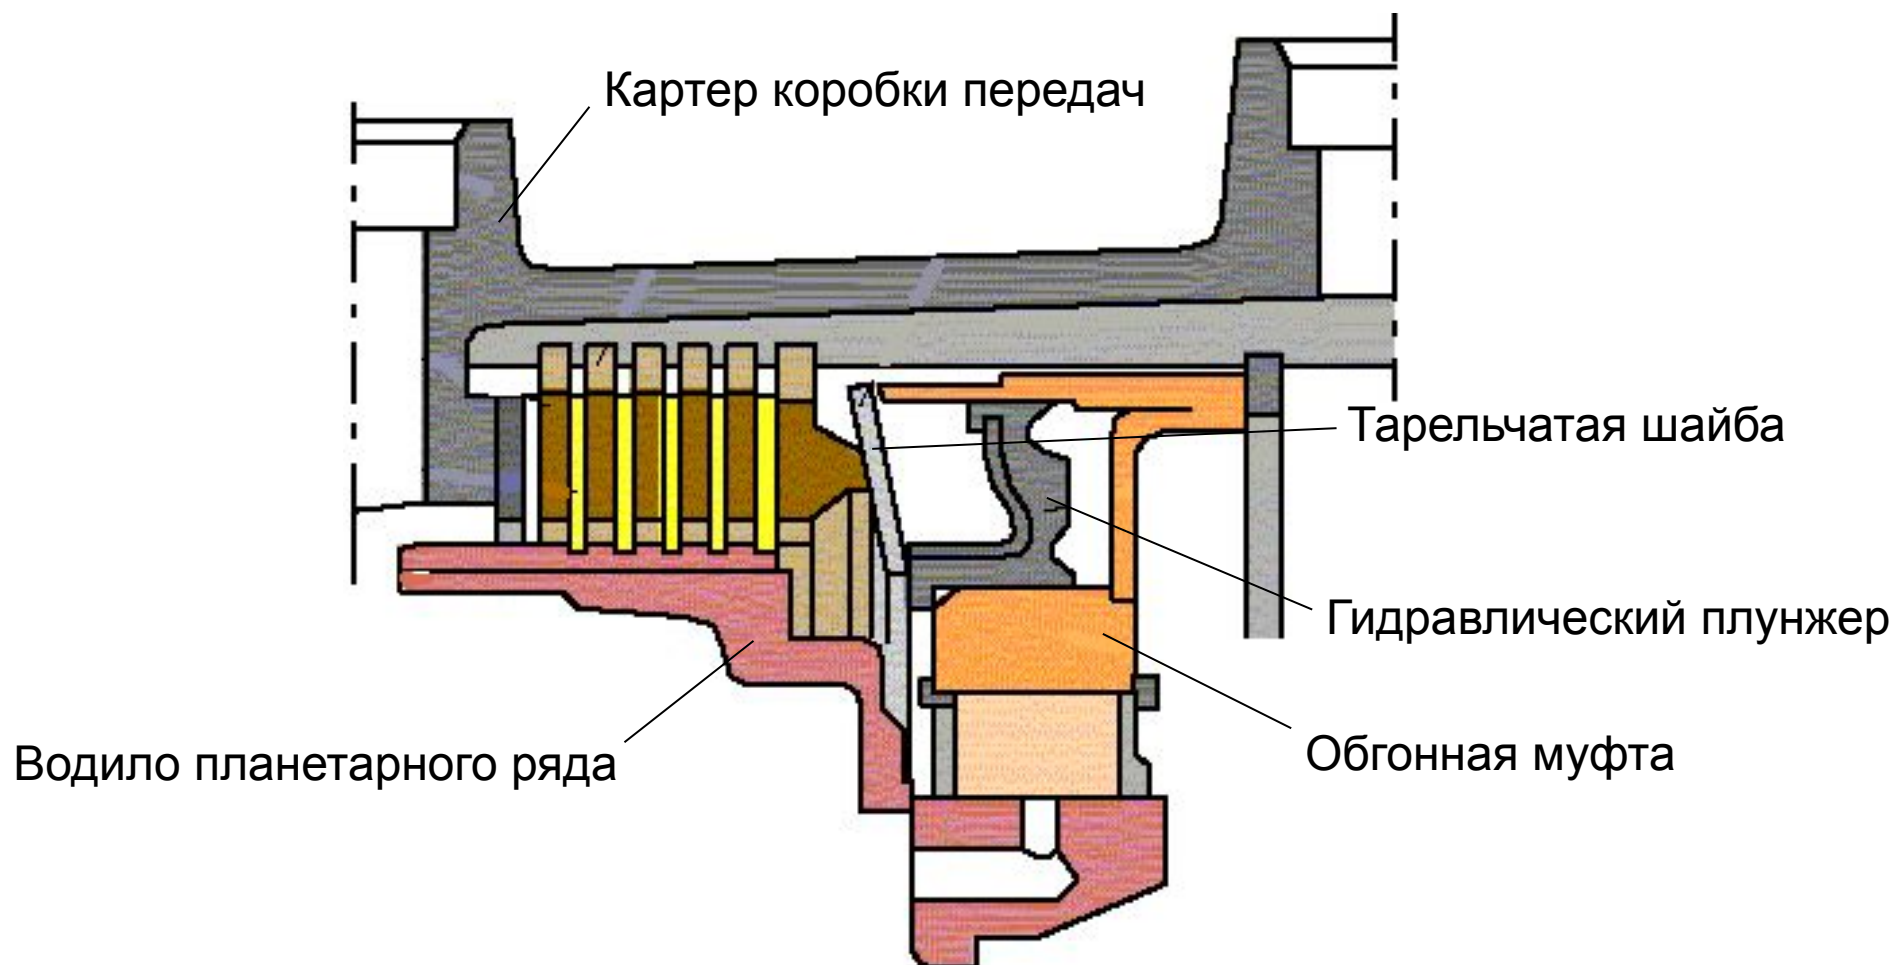 Картер коробки передач
Тарельчатая шайба
Гидравлический плунжер
Обгонная муфта
Водило планетарного ряда